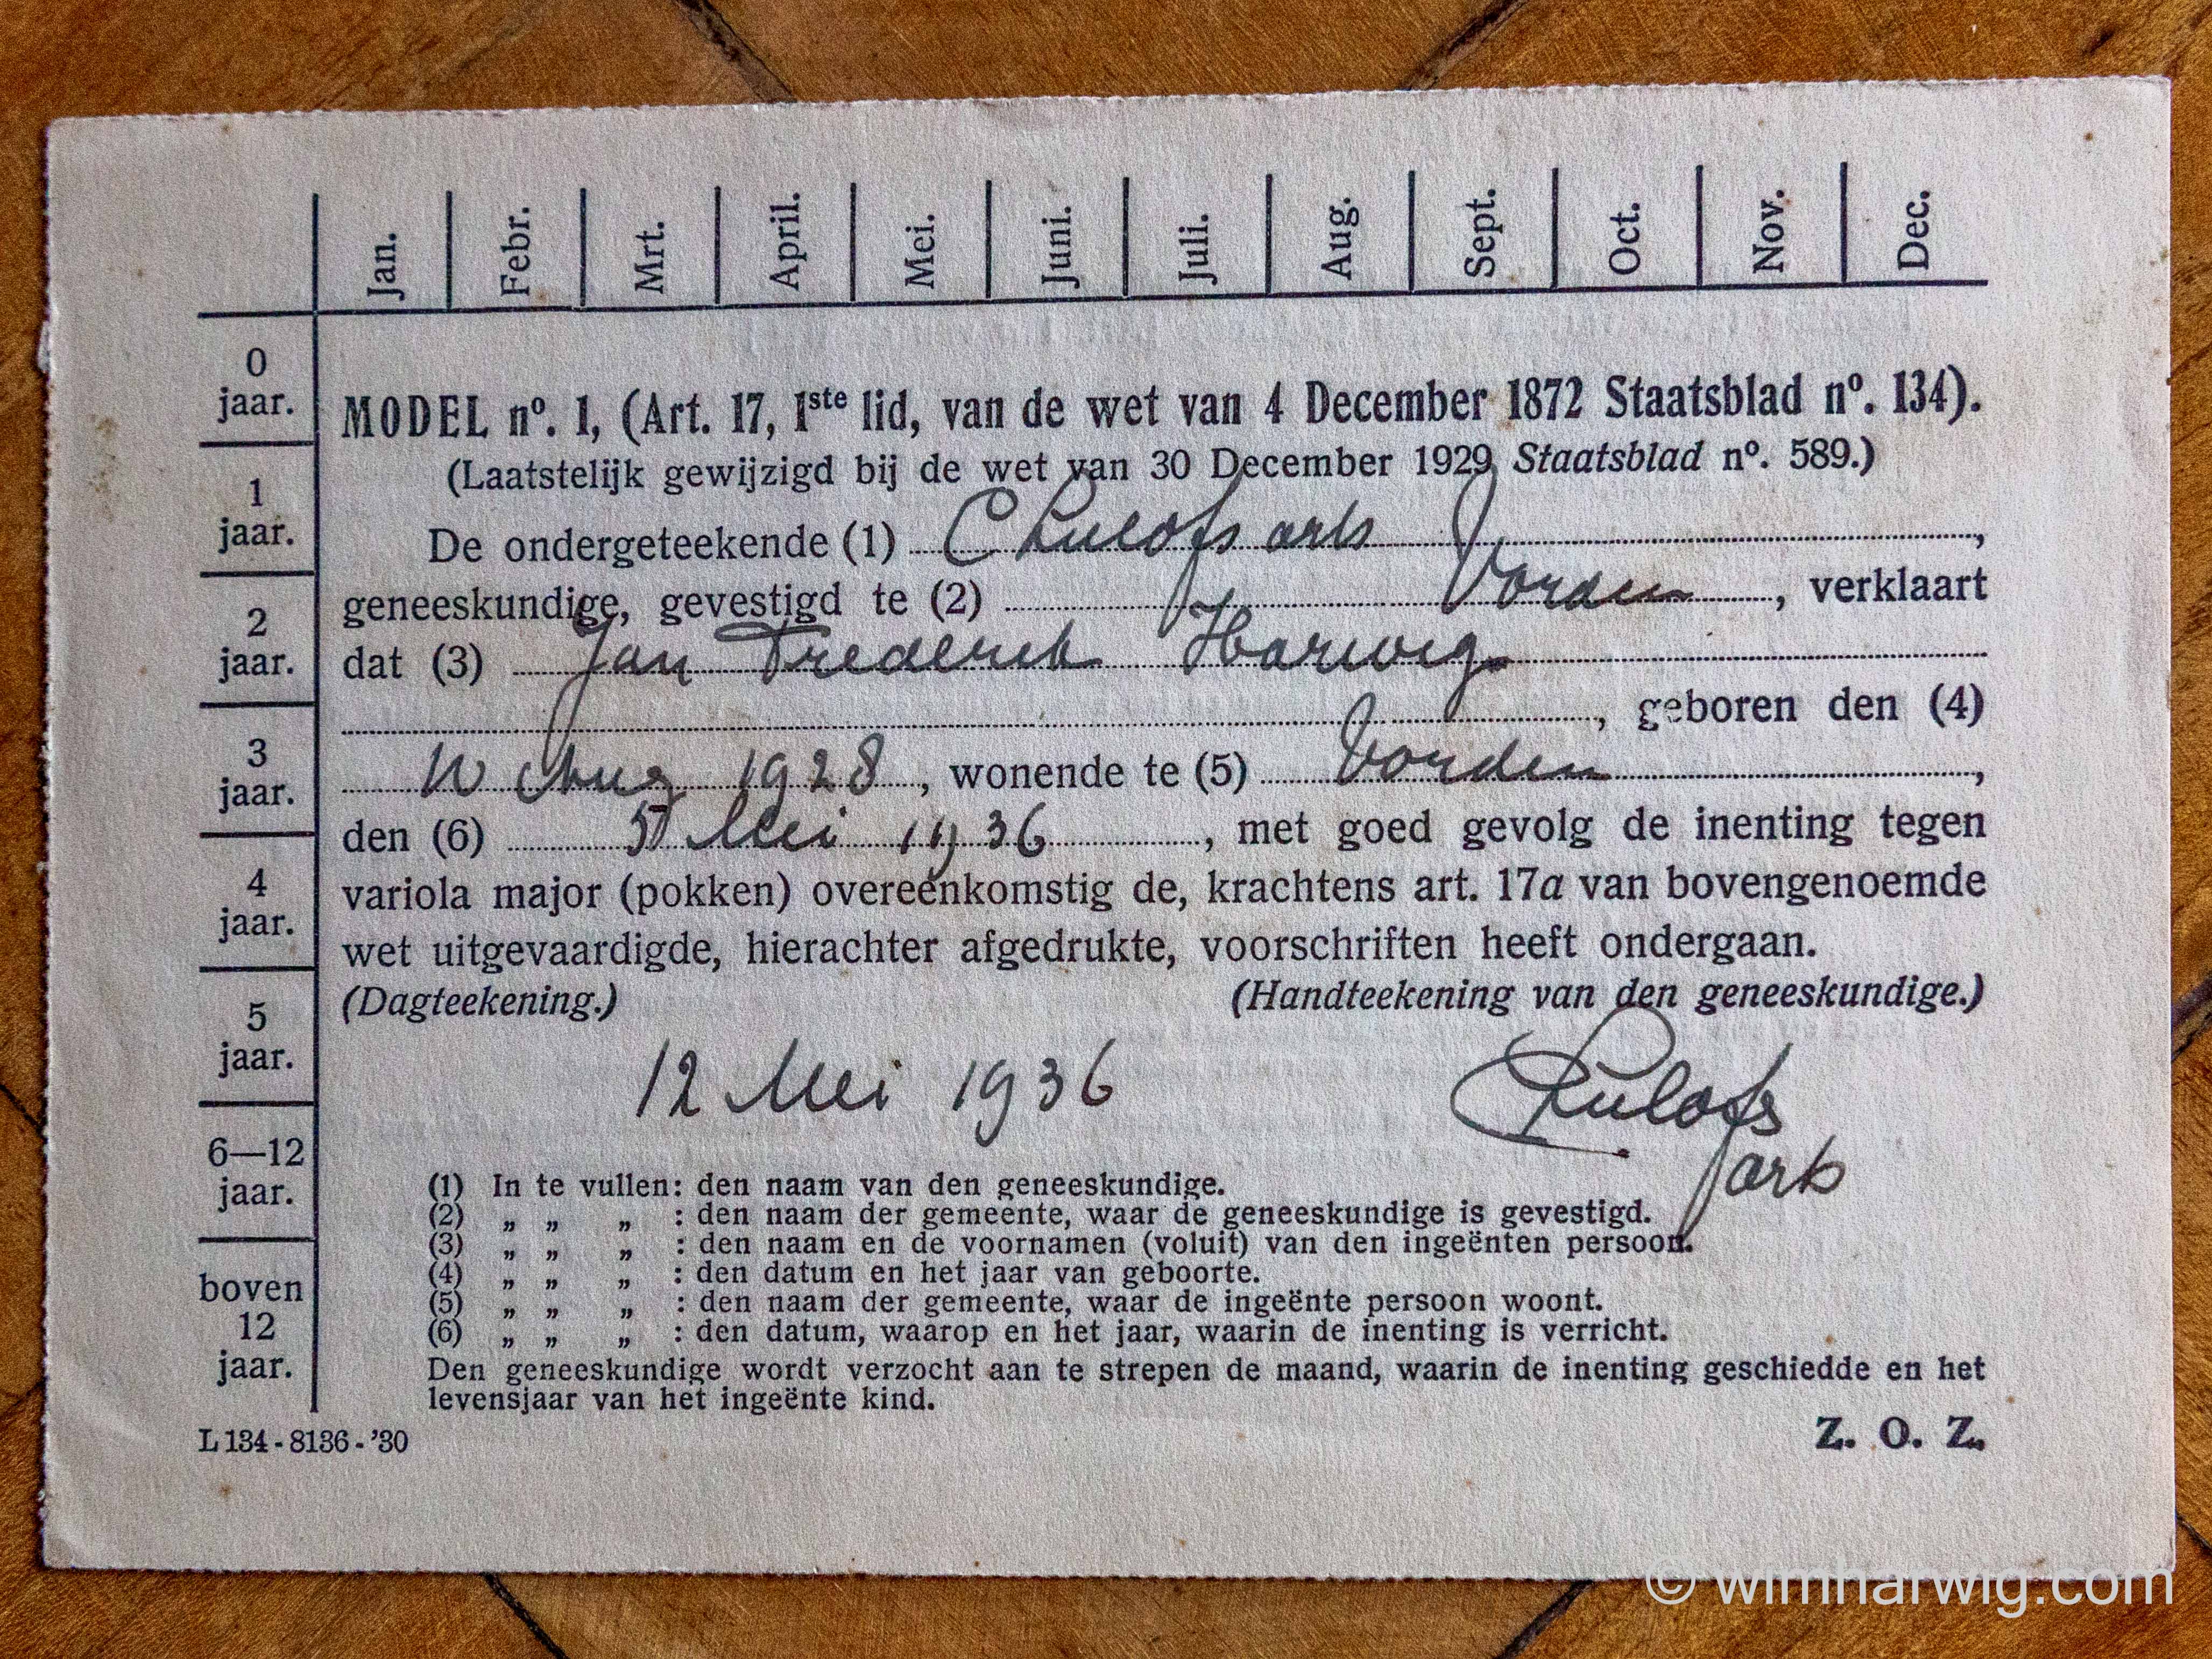 Jan. Febr. Mrt. April. Mei. Juni. Juli. Aug. Sept. Oct. Nov. Dec.
0 jaar.
1 jaar.
2 jaar.
3 jaar.
4 jaar.
5 jaar.
6—12 jaar.
boven 12 jaar.
MODEL nº. 1, (Art. 17, 1ste lid, van de wet van 4 December 1872 Staatsblad nº. 134).
(Laatstelijk gewijzigd bij de wet van 30 December 1929, Staatsblad nº. 589.)
De ondergeteekende (1) C Lulofs arts,
geneeskundige, gevestigd te (2) Vorden, verklaart
dat (3) Jan Frederik Harwig
, geboren den (4)
10 Aug 1928, wonende te (5) Vorden,
den (6) 5 Mei 1936, met goed gevolg de inenting tegen
variola major (pokken) overeenkomstig de, krachtens art. 17a van bovengenoemde
wet uitgevaardigde, hierachter afgedrukte, voorschriften heeft ondergaan.
(Dagteekening.) (Handteekening van den geneeskundige.)
12 Mei 1936 CLulofs
arts
(1) In te vullen: den naam van den geneeskundige.
(2) „ „ „ : den naam der gemeente, waar de geneeskundige is gevestigd.
(3) „ „ „ : den naam en de voornamen (voluit) van den ingeënten persoon.
(4) „ „ „ : den datum en het jaar van geboorte.
(5) „ „ „ : den naam der gemeente, waar de ingeënte persoon woont.
(6) „ „ „ : den datum, waarop en het jaar, waarin de inenting is verricht.
Den geneeskundige wordt verzocht aan te strepen de maand, waarin de inenting geschiedde en het
levensjaar van het ingeënte kind.
L 134 - 8136 - ’30
Z. O. Z.
© wimharwig.com